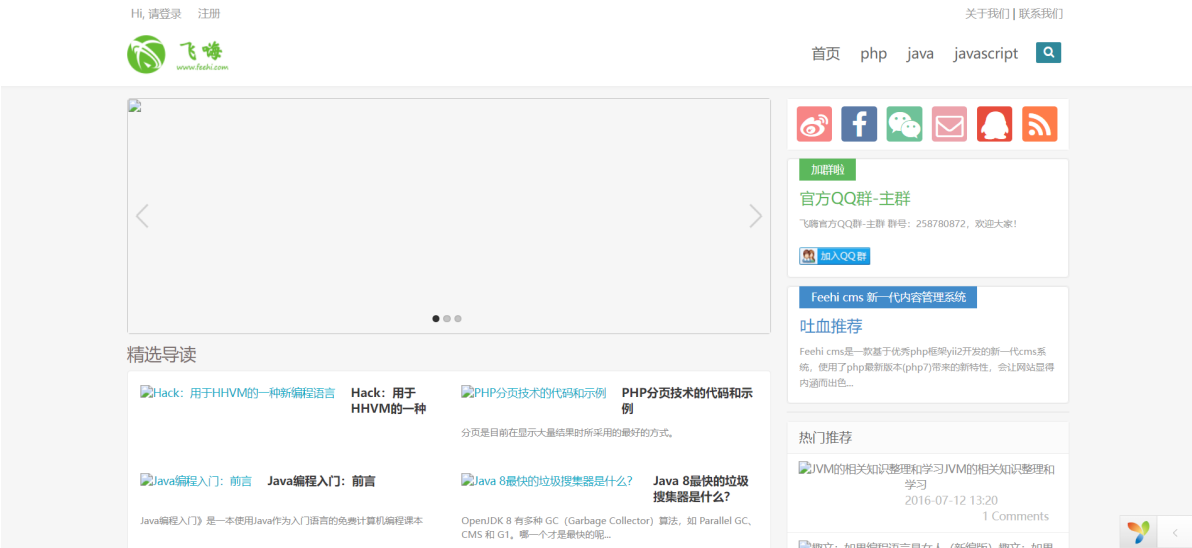 Hi, 请登录 注册
关于我们 | 联系我们
飞嗨
www.feehi.com
首页 php java javascript
加群啦
官方QQ群-主群
飞嗨官方QQ群-主群 群号：258780872，欢迎大家！
加入QQ群
Feehi cms 新一代内容管理系统
吐血推荐
Feehi cms是一款基于优秀php框架yii2开发的新一代cms系
统，使用了php最新版本(php7)带来的新特性，会让网站显得
内涵而出色...
精选导读
Hack：用于HHVM的一种新编程语言
Hack：用于
HHVM的一种
PHP分页技术的代码和示例
PHP分页技术的代码和示
例
分页是目前在显示大量结果时所采用的最好的方式。
Java编程入门：前言
Java编程入门：前言
Java编程入门》是一本使用Java作为入门语言的免费计算机编程课本
Java 8最快的垃圾搜集器是什么？
Java 8最快的垃圾
搜集器是什么？
OpenJDK 8 有多种 GC（Garbage Collector）算法，如 Parallel GC、
CMS 和 G1。哪一个才是最快的呢...
热门推荐
JVM的相关知识整理和学习JVM的相关知识整理和
学习
2016-07-12 13:20
1 Comments
趣文：如果编程语言是女人（新编版）趣文：如果